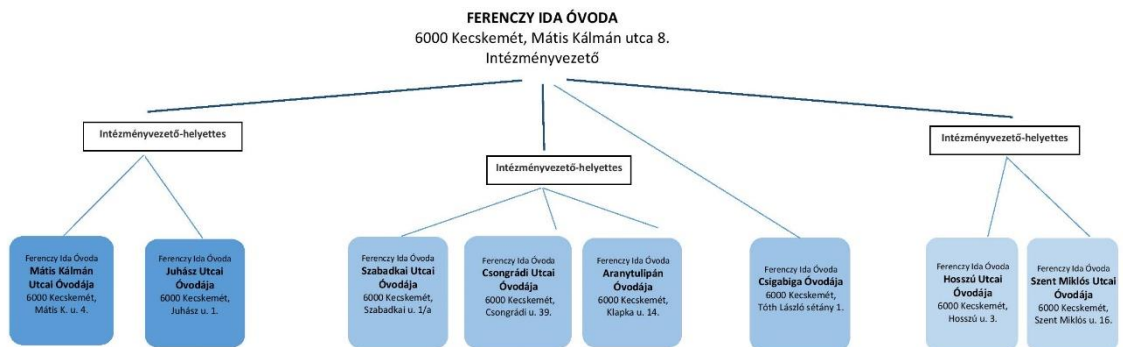 FERENCZY IDA ÓVODA
6000 Kecskemét, Mátis Kálmán utca 8.
Intézményvezető
Intézményvezető-helyettes
Intézményvezető-helyettes
Intézményvezető-helyettes
Ferenczy Ida Óvoda
Mátis Kálmán
Utcai Óvodája
6000 Kecskemét,
Mátis K. u. 4.
Ferenczy Ida Óvoda
Juhász Utcai
Óvodája
6000 Kecskemét,
Juhász u. 1.
Ferenczy Ida Óvoda
Szabadkai Utcai
Óvodája
6000 Kecskemét,
Szabadkai u. 1/a
Ferenczy Ida Óvoda
Csongrádi Utcai
Óvodája
6000 Kecskemét,
Csongrádi u. 39.
Ferenczy Ida Óvoda
Aranytulipán
Óvodája
6000 Kecskemét,
Klapka u. 14.
Ferenczy Ida Óvoda
Csigabiga Óvodája
6000 Kecskemét,
Tóth László sétány 1.
Ferenczy Ida Óvoda
Hosszú Utcai
Óvodája
6000 Kecskemét,
Hosszú u. 3.
Ferenczy Ida Óvoda
Szent Miklós Utcai
Óvodája
6000 Kecskemét,
Szent Miklós u. 16.